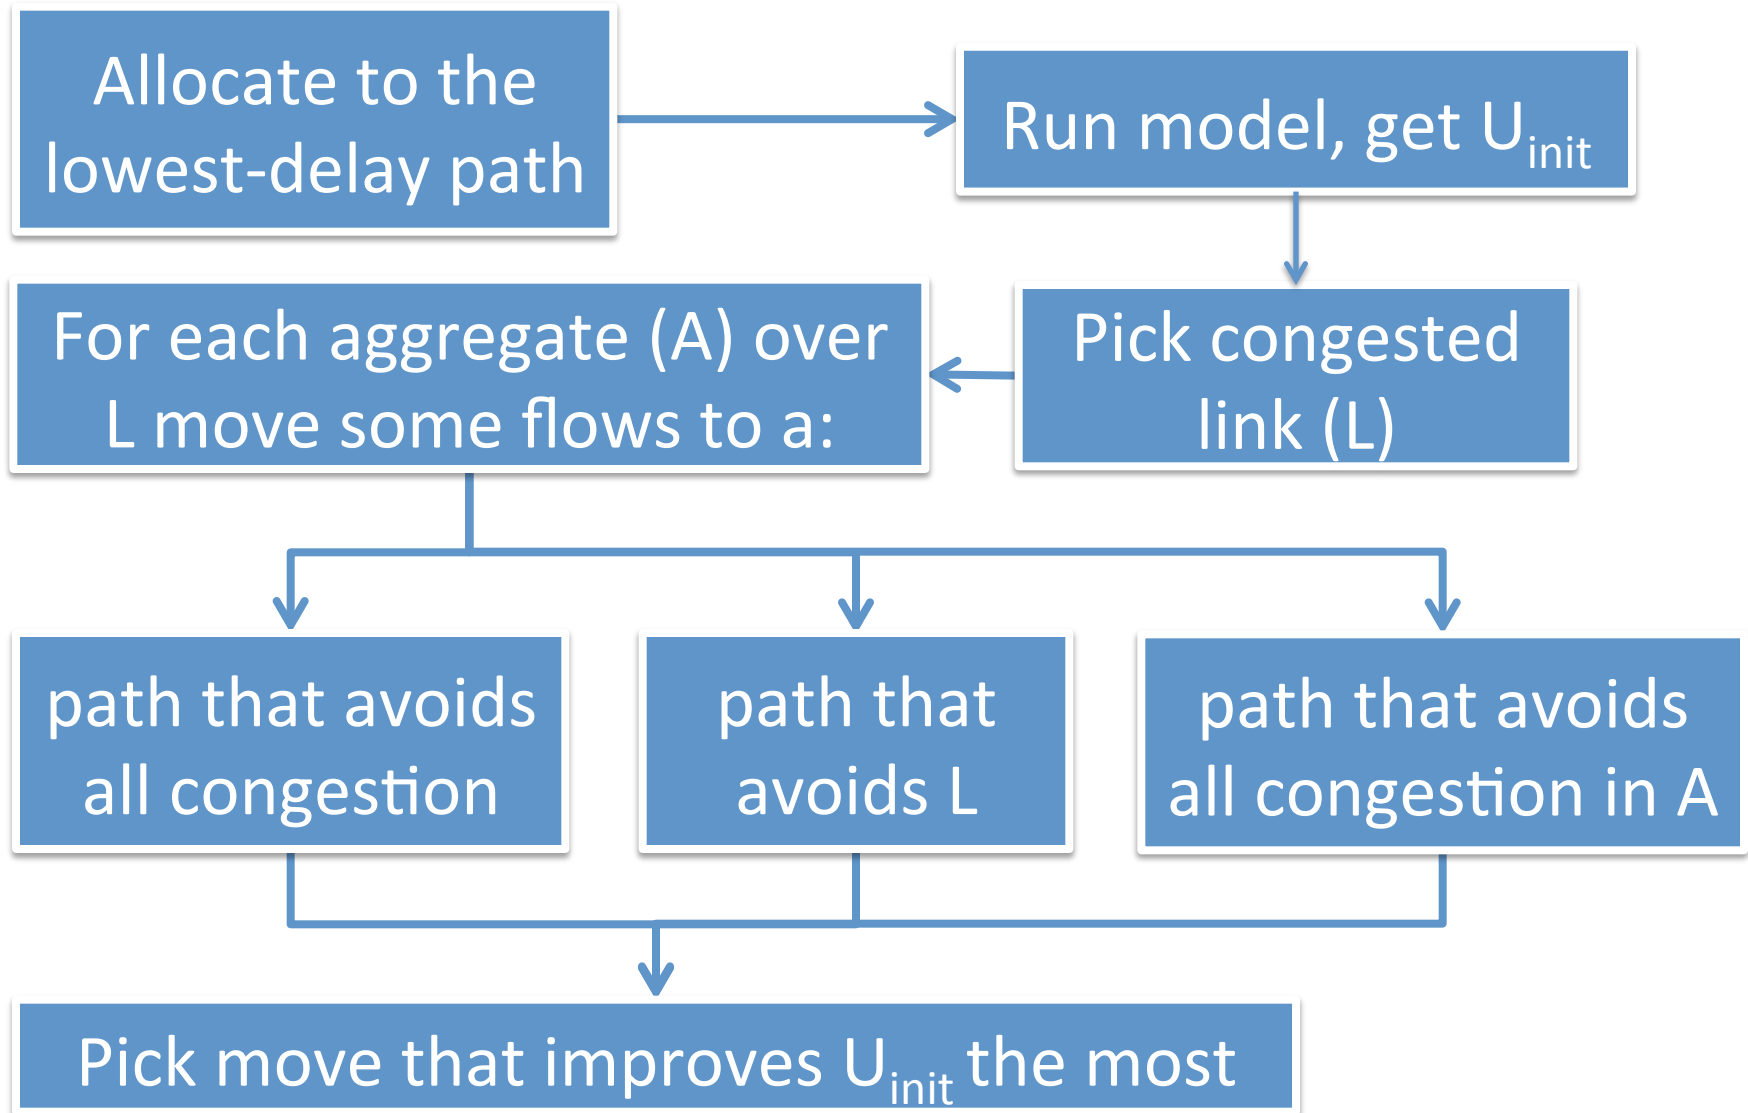 Allocate to the
lowest-delay path
Run model, get U_init
For each aggregate (A) over
L move some flows to a:
Pick congested
link (L)
path that avoids
all congestion
path that
avoids L
path that avoids
all congestion in A
Pick move that improves U_init the most